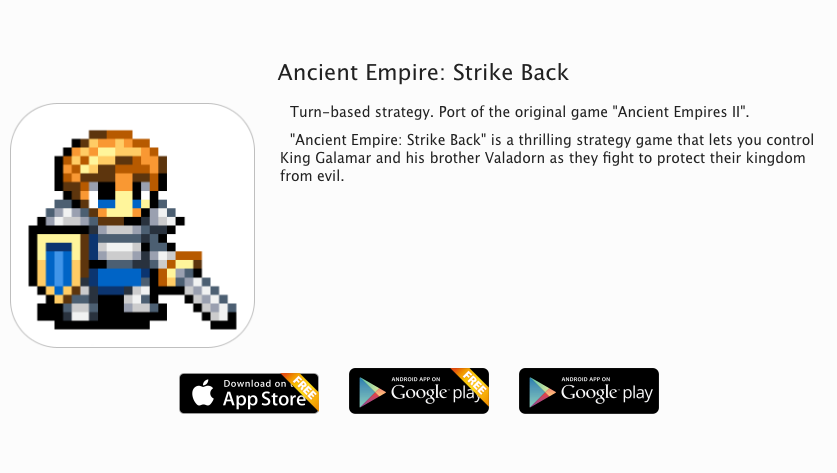 Ancient Empire: Strike Back
Turn-based strategy. Port of the original game "Ancient Empires II".
"Ancient Empire: Strike Back" is a thrilling strategy game that lets you control
King Galamar and his brother Valadorn as they fight to protect their kingdom
from evil.
Download on t
App Store
FREE
ANDROID APP ON
Google play
FREE
ANDROID APP ON
Google play